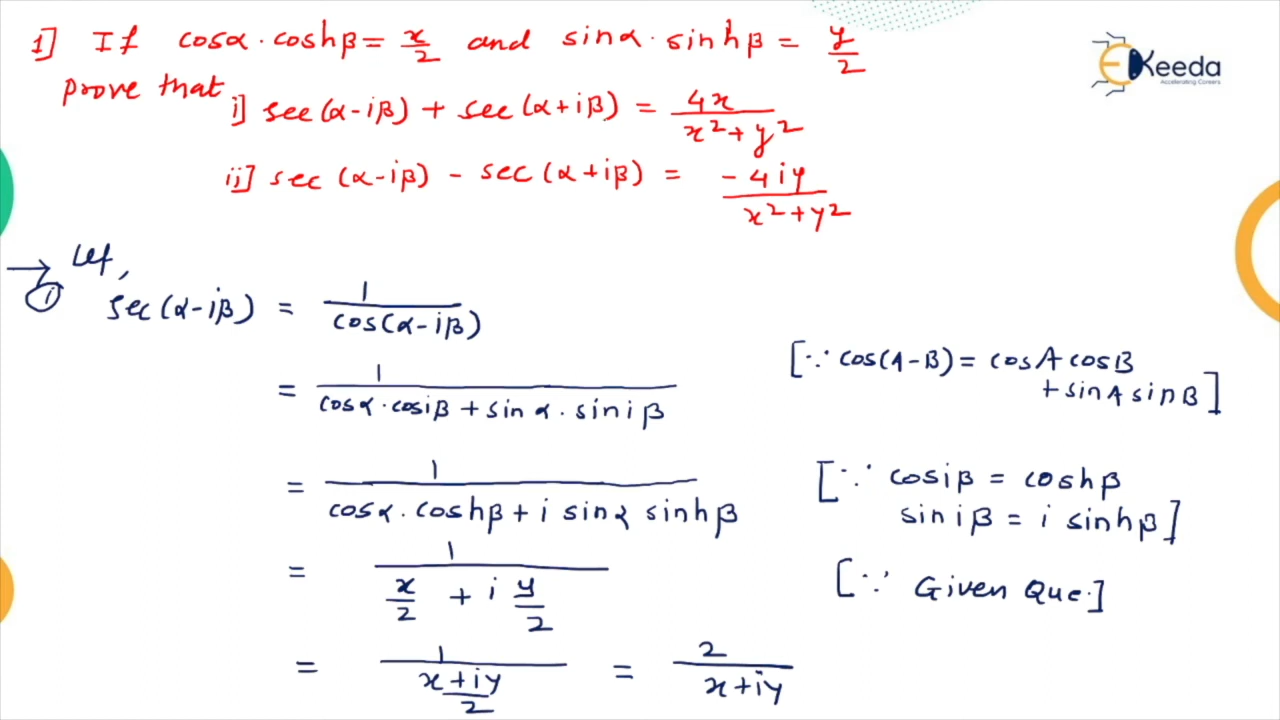 1] If cosα · coshβ = x/2 and sinα · sinhβ = y/2
prove that
i] sec(α-iβ) + sec(α+iβ) = 4x/(x²+y²)
ii] sec(α-iβ) - sec(α+iβ) = -4iy/(x²+y²)
EKeeda
Accelerating Careers
→ Let,
① sec(α-iβ) = 1/cos(α-iβ)
= 1/(cosα·cosiβ + sinα·siniβ) [∵ cos(A-B) = cosA cosB
+ sinA sinB]
= 1/(cosα·coshβ + i sinα sinhβ) [∵ cosiβ = coshβ
siniβ = i sinhβ]
= 1/(x/2 + i y/2) [∵ Given Que.]
= 1/((x+iy)/2) = 2/(x+iy)